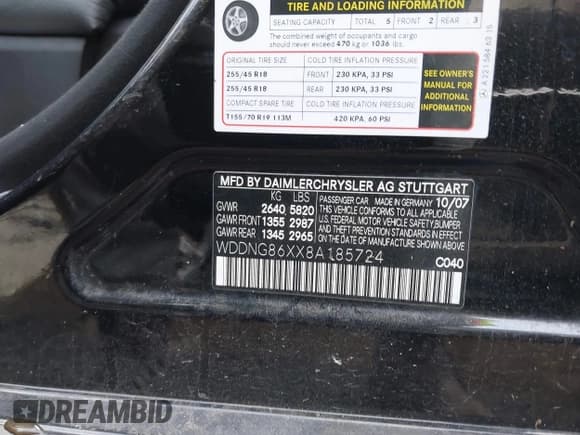 TIRE AND LOADING INFORMATION
SEATING CAPACITY TOTAL 5 FRONT 2 REAR 3
The combined weight of occupants and cargo
should never exceed 470 kg or 1036 lbs.
ORIGINAL TIRE SIZE COLD TIRE INFLATION PRESSURE
255/45 R18 FRONT 230 KPA, 33 PSI
255/45 R18 REAR 230 KPA, 33 PSI
COMPACT SPARE TIRE COLD TIRE INFLATION PRESSURE
T155/70 R19 113M 420 KPA, 60 PSI
SEE OWNER'S
MANUAL FOR
ADDITIONAL
INFORMATION
A 221 584 63 16
MFD BY DAIMLERCHRYSLER AG STUTTGART
KG LBS
GVWR 2640 5820
GAWR FRONT 1355 2987
GAWR REAR 1345 2965
PASSENGER CAR MADE IN GERMANY 10/07
THIS VEHICLE CONFORMS TO ALL APPLICABLE
U.S. FEDERAL MOTOR VEHICLE SAFETY,BUMPER
AND THEFT PREVENTION STANDARDS IN EFFECT
ON THE DATE OF MANUFACTURE SHOWN ABOVE.
WDDNG86XX8A185724
C040
DREAMBID